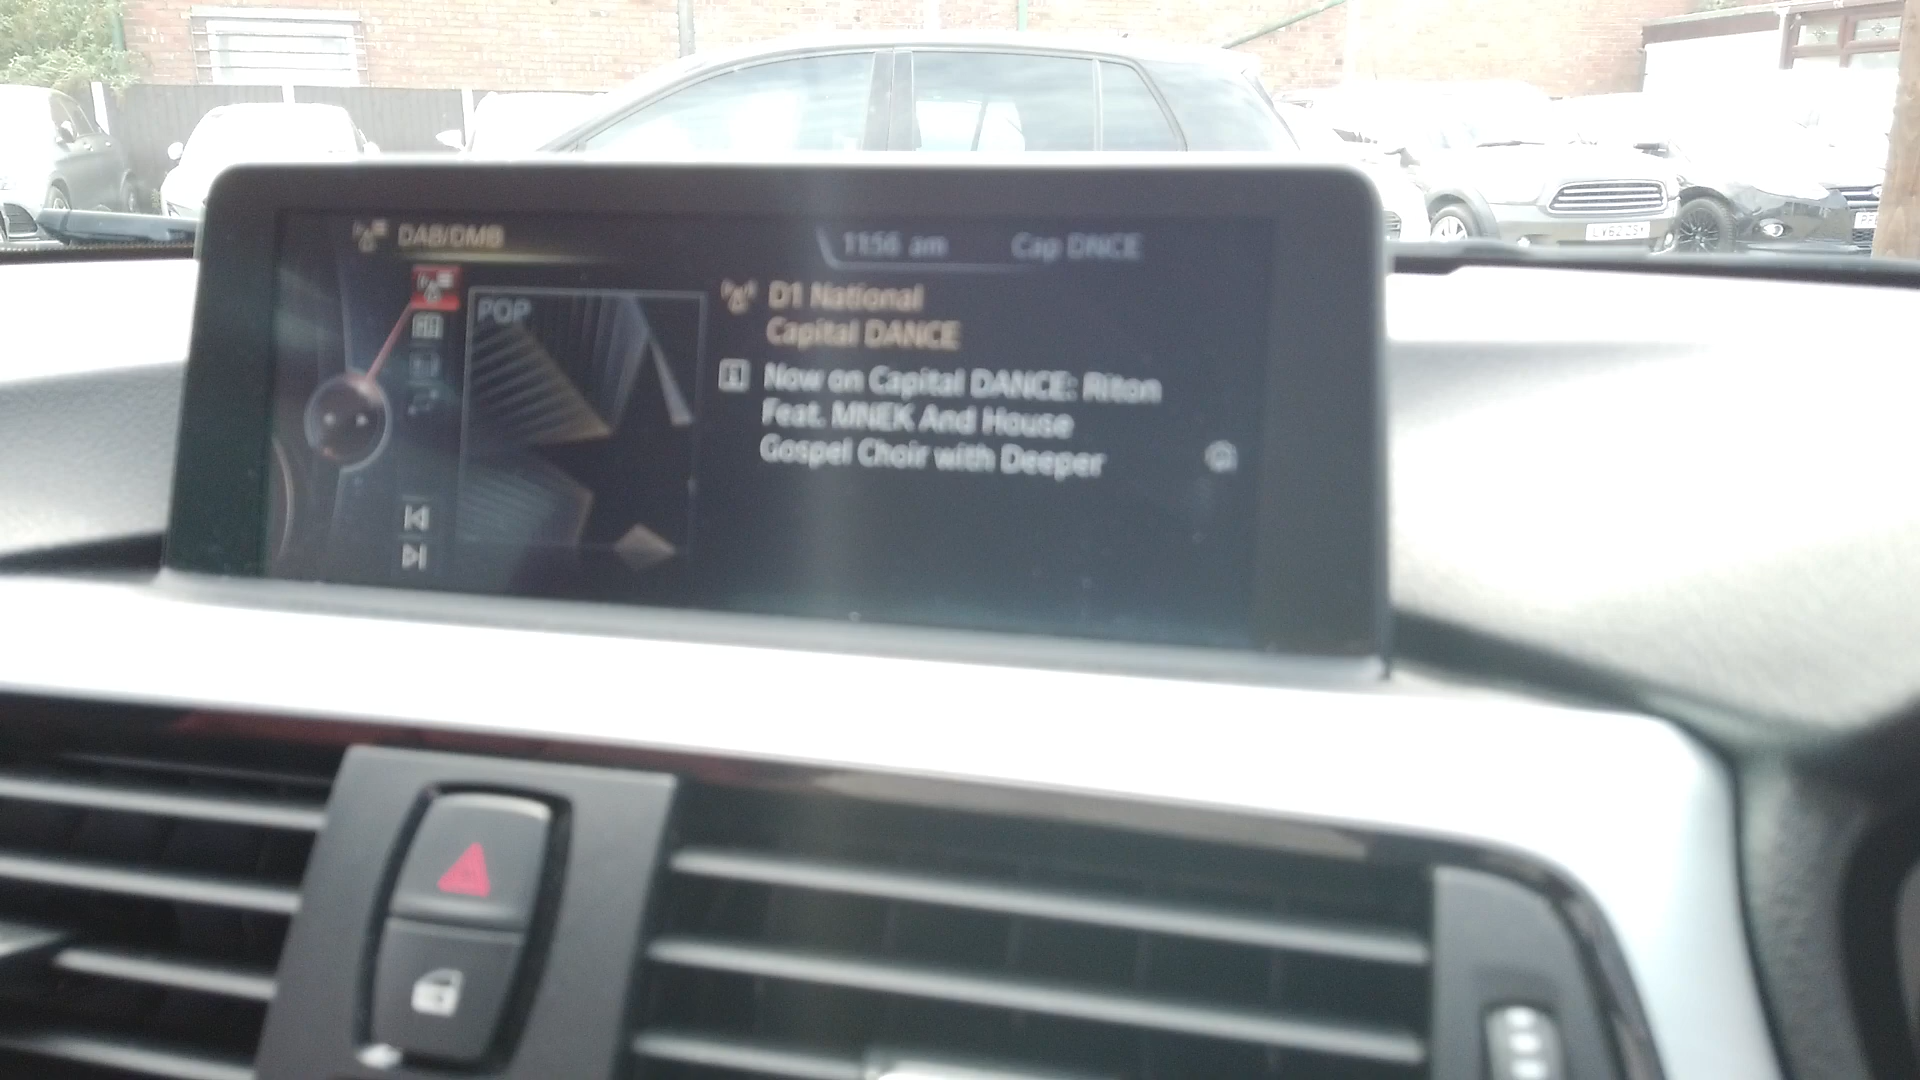 DAB/DMB
11:56 am
Cap DNCE
POP
D1 National
Capital DANCE
Now on Capital DANCE: Riton
Feat. MNEK And House
Gospel Choir with Deeper